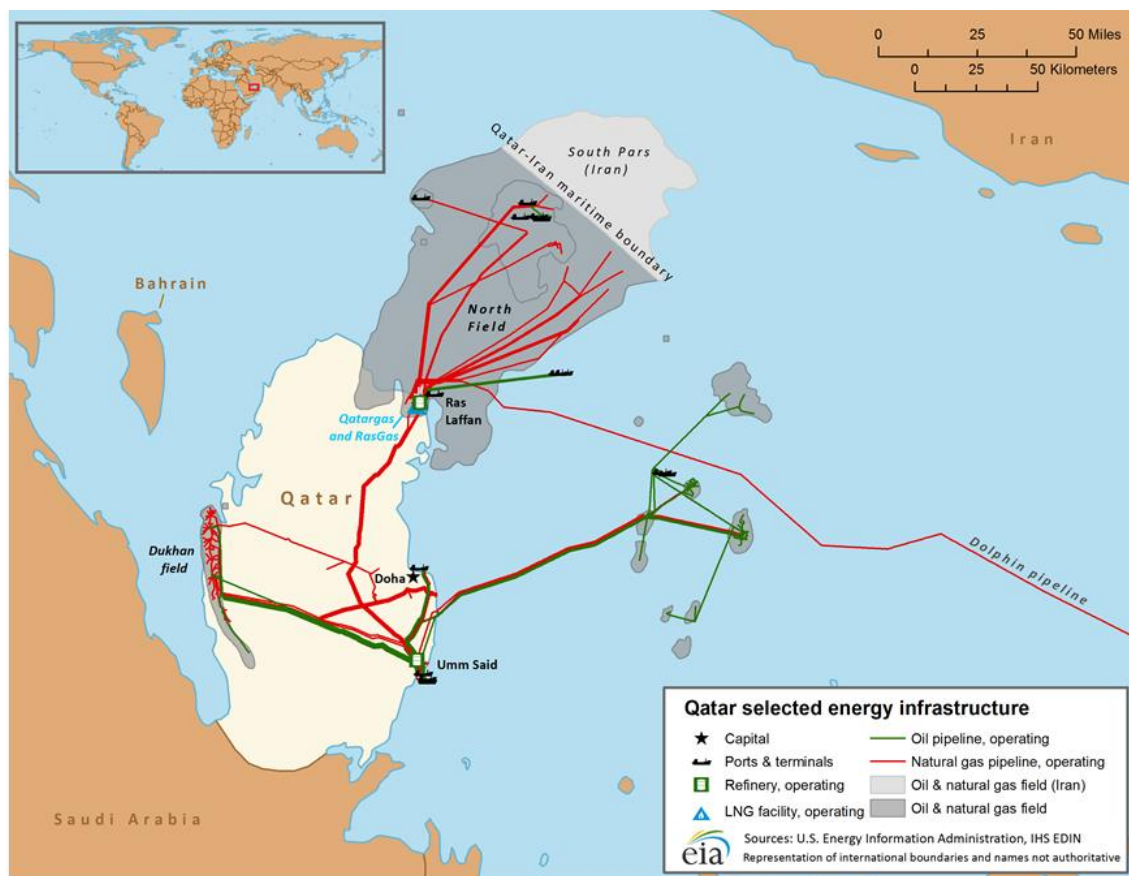 0 25 50 Miles
0 25 50 Kilometers
Iran
South Pars
(Iran)
Qatar-Iran maritime boundary
Bahrain
North
Field
Ras
Laffan
Qatargas
and RasGas
Qatar
Dukhan
field
Doha
Dolphin pipeline
Umm Said
Saudi Arabia
Qatar selected energy infrastructure
Capital
Ports & terminals
Refinery, operating
LNG facility, operating
Oil pipeline, operating
Natural gas pipeline, operating
Oil & natural gas field (Iran)
Oil & natural gas field
eia
Sources: U.S. Energy Information Administration, IHS EDIN
Representation of international boundaries and names not authoritative